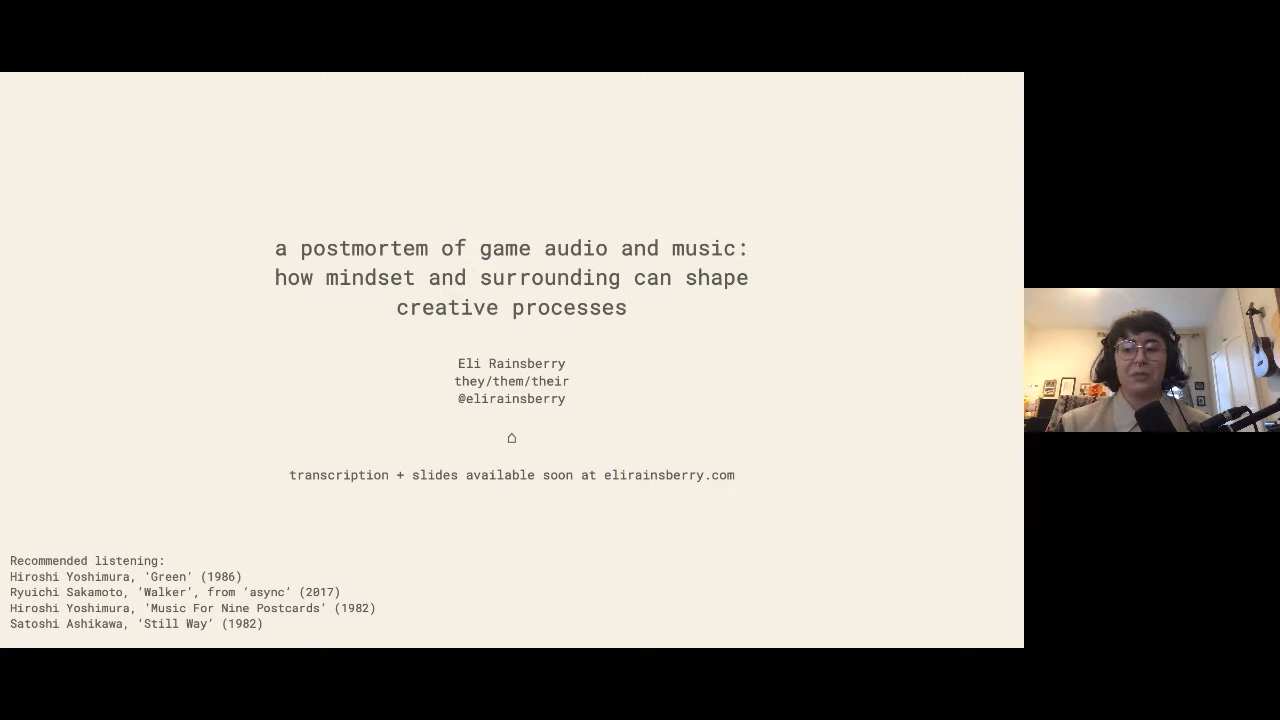 a postmortem of game audio and music:
how mindset and surrounding can shape
creative processes
Eli Rainsberry
they/them/their
@elirainsberry
transcription + slides available soon at elirainsberry.com
Recommended listening:
Hiroshi Yoshimura, ‘Green’ (1986)
Ryuichi Sakamoto, ‘Walker’, from ‘async’ (2017)
Hiroshi Yoshimura, ‘Music For Nine Postcards’ (1982)
Satoshi Ashikawa, ‘Still Way’ (1982)